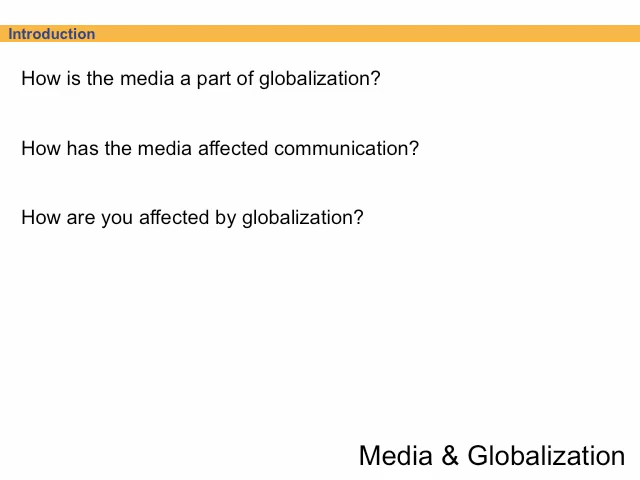 Introduction
How is the media a part of globalization?
How has the media affected communication?
How are you affected by globalization?
Media & Globalization